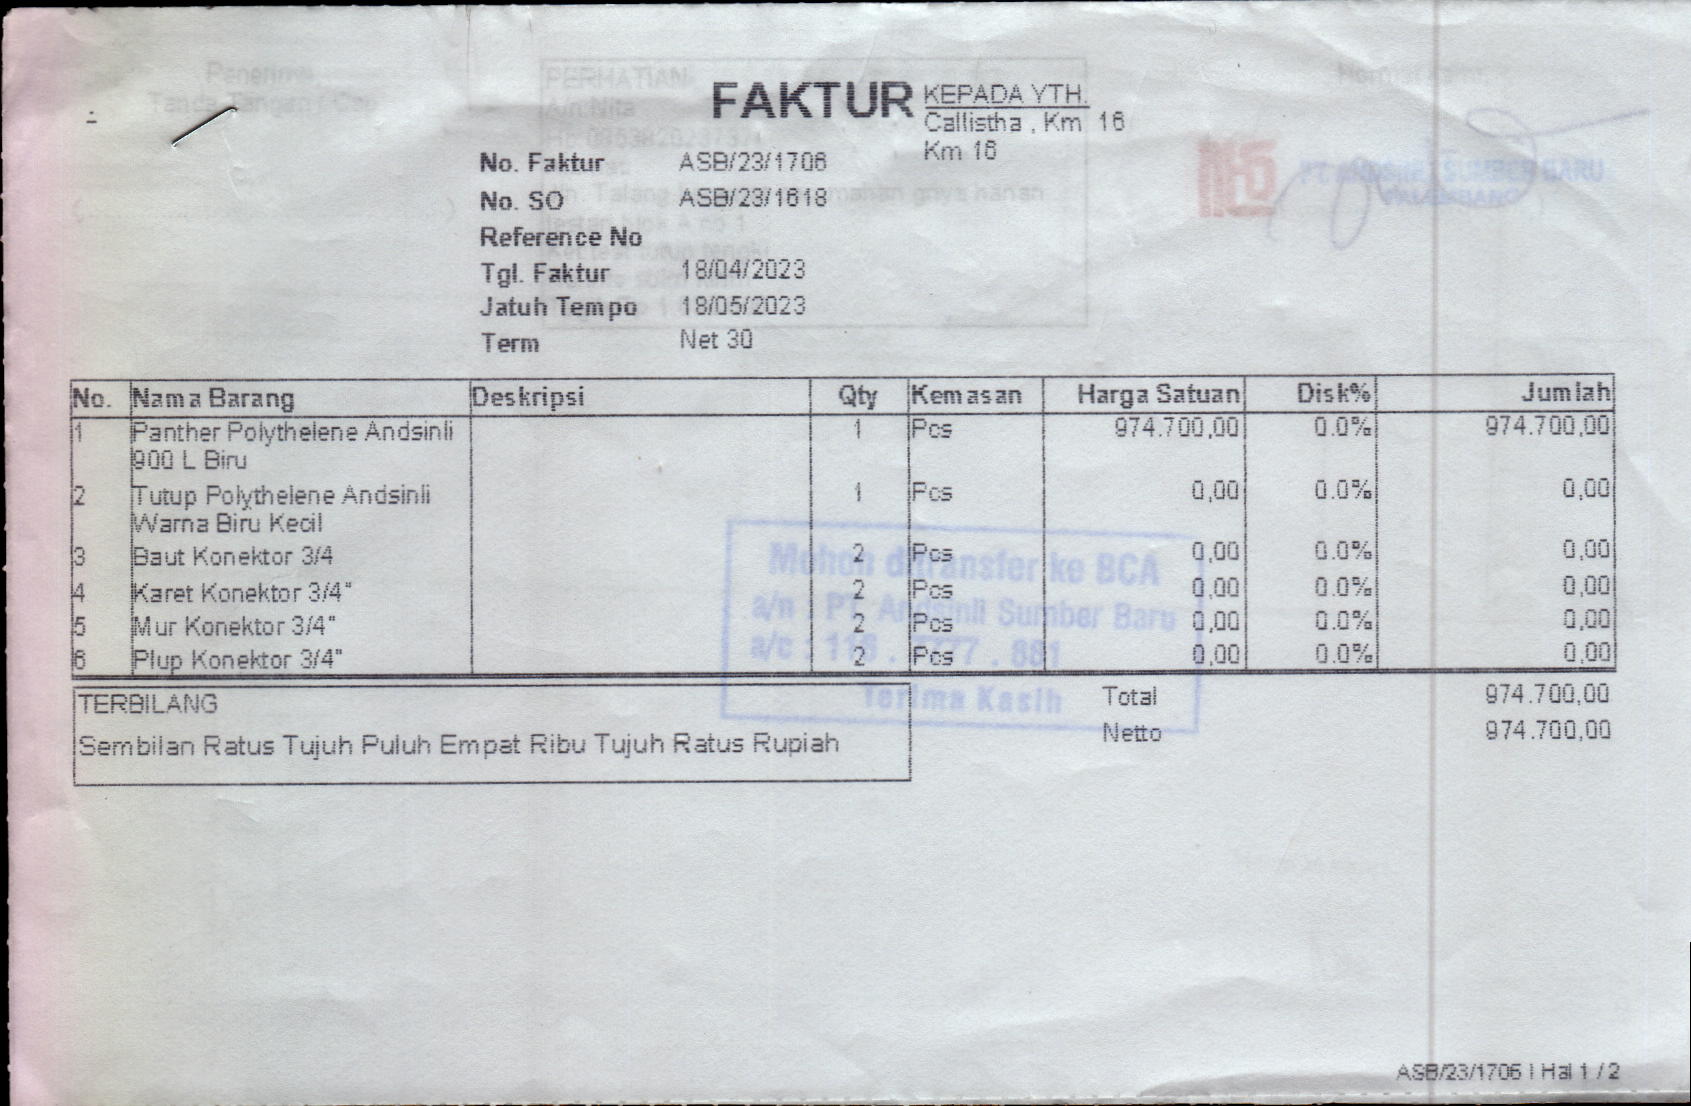 FAKTUR
KEPADA YTH.
Callistha , Km 16
Km 16
No. Faktur ASB/23/1706
No. SO ASB/23/1618
Reference No
Tgl. Faktur 18/04/2023
Jatuh Tempo 18/05/2023
Term Net 30
PERHATIAN
A/n Nita
PT ANDSINLI SUMBER BARU
PALEMBANG
No. Nama Barang Deskripsi Qty Kemasan Harga Satuan Disk% Jumlah
1 Panther Polythelene Andsinli 1 Pcs 974.700,00 0.0% 974.700,00
900 L Biru
2 Tutup Polythelene Andsinli 1 Pcs 0,00 0.0% 0,00
Warna Biru Kecil
3 Baut Konektor 3/4 2 Pcs 0,00 0.0% 0,00
4 Karet Konektor 3/4" 2 Pcs 0,00 0.0% 0,00
5 Mur Konektor 3/4" 2 Pcs 0,00 0.0% 0,00
6 Plup Konektor 3/4" 2 Pcs 0,00 0.0% 0,00
Mohon ditransfer ke BCA
a/n : PT Andsinli Sumber Baru
a/c : . 881
Terima Kasih
TERBILANG
Sembilan Ratus Tujuh Puluh Empat Ribu Tujuh Ratus Rupiah
Total 974.700,00
Netto 974.700,00
ASB/23/1706 | Hal 1 / 2